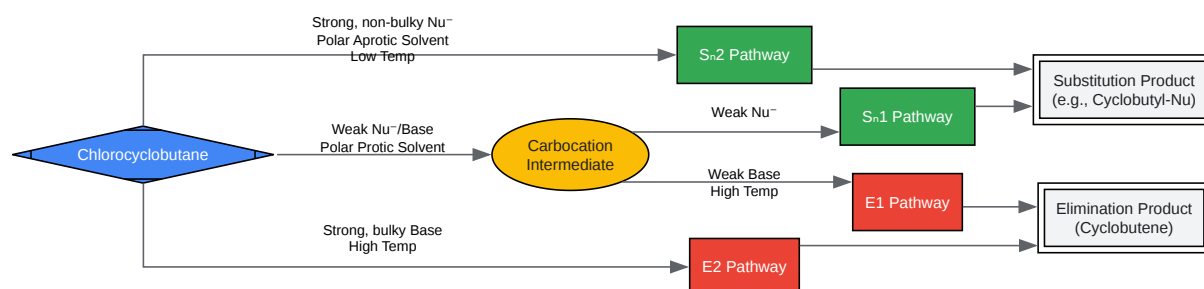 Strong, non-bulky Nu⁻
Polar Aprotic Solvent
Low Temp
Sₙ2 Pathway
Substitution Product
(e.g., Cyclobutyl-Nu)
Chlorocyclobutane
Weak Nu⁻/Base
Polar Protic Solvent
Carbocation
Intermediate
Weak Nu⁻
Sₙ1 Pathway
Weak Base
High Temp
E1 Pathway
Elimination Product
(Cyclobutene)
Strong, bulky Base
High Temp
E2 Pathway